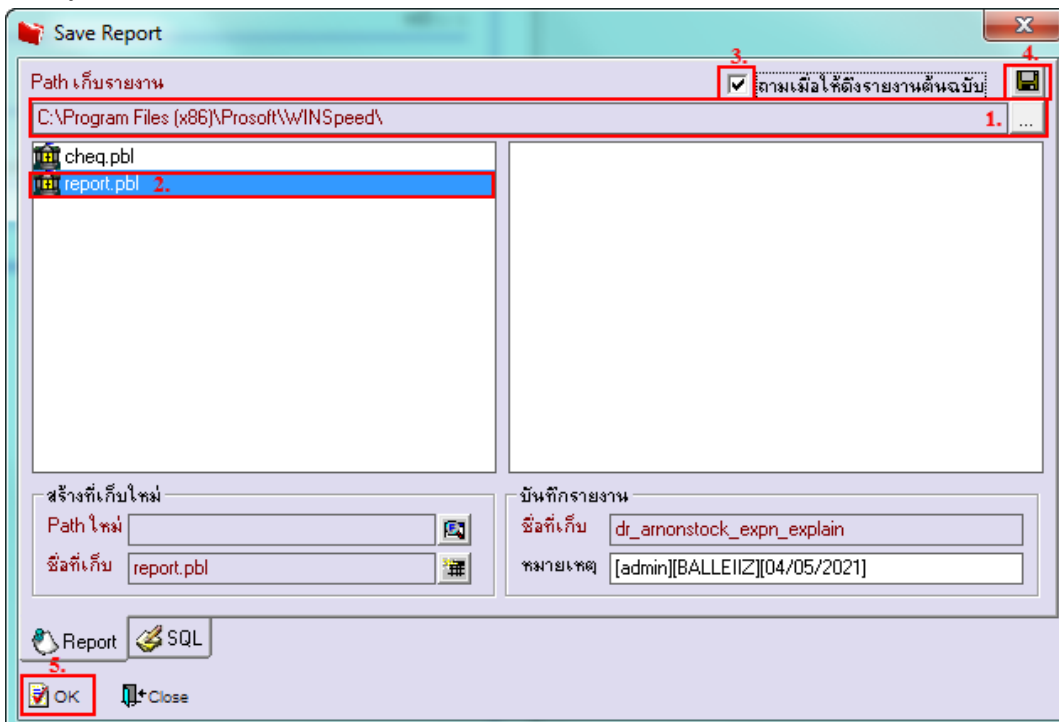 Save Report
3.
4.
Path เก็บรายงาน
ถามเมื่อให้ดึงรายงานต้นฉบับ
C:\Program Files (x86)\Prosoft\WINSpeed\
1.
...
cheq.pbl
report.pbl 2.
สร้างที่เก็บใหม่
บันทึกรายงาน
Path ใหม่
ชื่อที่เก็บ dr_arnonstock_expn_explain
ชื่อที่เก็บ report.pbl
หมายเหตุ [admin][BALLEIIZ][04/05/2021]
Report
SQL
5.
OK
Close